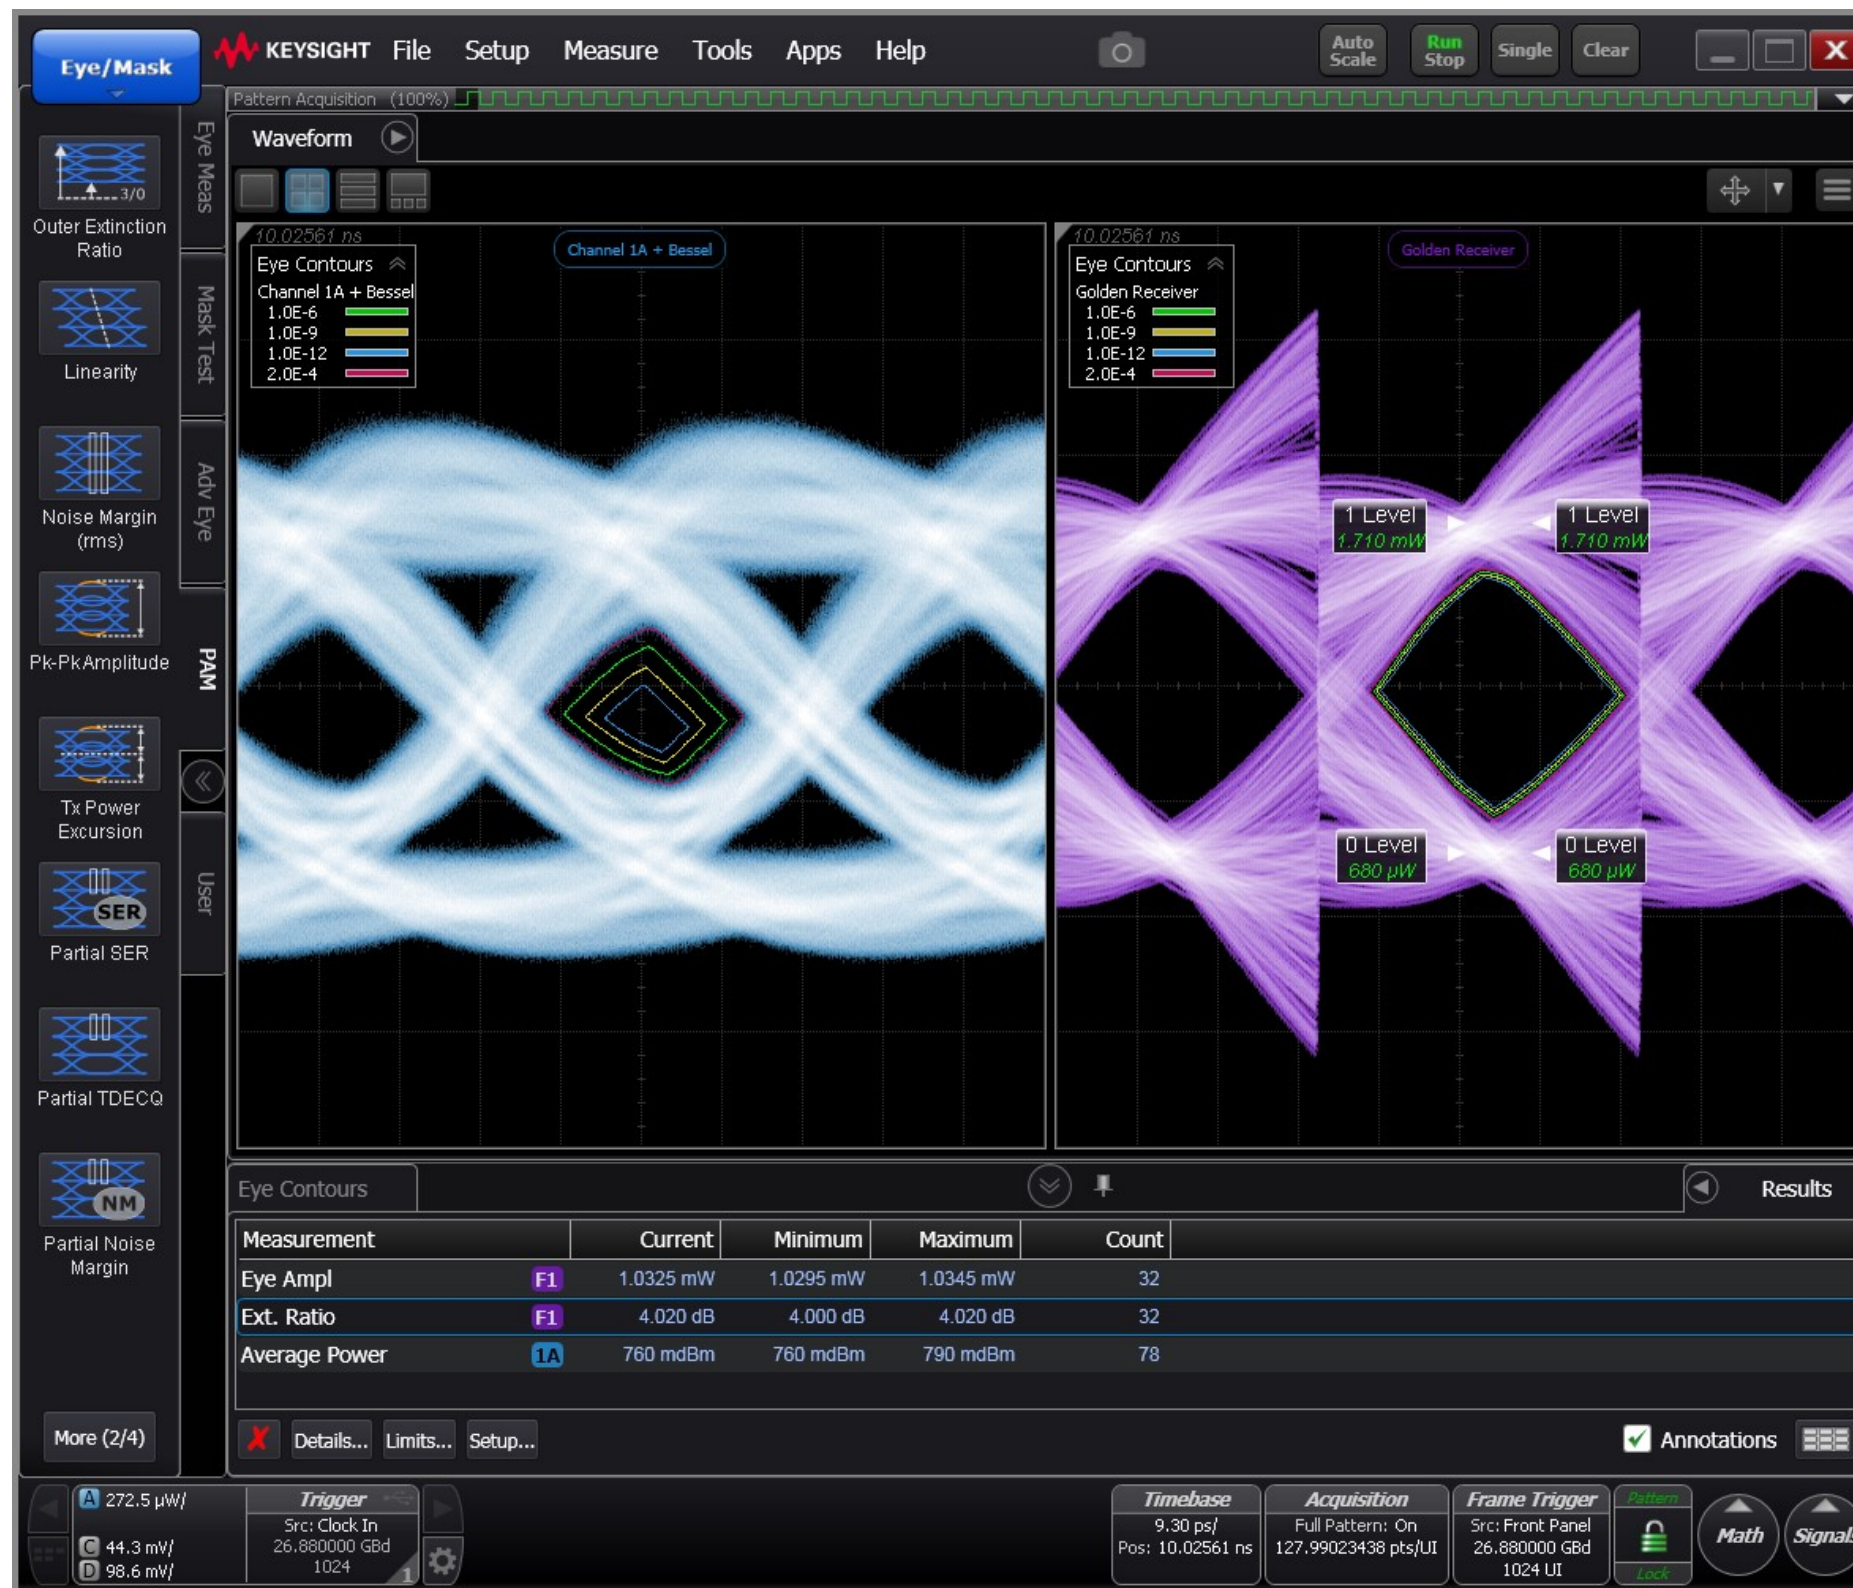 Eye/Mask
KEYSIGHT File Setup Measure Tools Apps Help
Auto Scale
Run Stop
Single
Clear
Pattern Acquisition (100%)
Waveform
3/0
Outer Extinction
Ratio
Linearity
Noise Margin
(rms)
Pk-Pk Amplitude
Tx Power
Excursion
SER
Partial SER
Partial TDECQ
NM
Partial Noise
Margin
More (2/4)
Eye Meas
Mask Test
Adv Eye
PAM
User
10.02561 ns
Eye Contours
Channel 1A + Bessel
1.0E-6
1.0E-9
1.0E-12
2.0E-4
Channel 1A + Bessel
10.02561 ns
Eye Contours
Golden Receiver
1.0E-6
1.0E-9
1.0E-12
2.0E-4
Golden Receiver
1 Level
1.710 mW
1 Level
1.710 mW
0 Level
680 µW
0 Level
680 µW
Eye Contours
Results
Measurement Current Minimum Maximum Count
Eye Ampl F1 1.0325 mW 1.0295 mW 1.0345 mW 32
Ext. Ratio F1 4.020 dB 4.000 dB 4.020 dB 32
Average Power 1A 760 mdBm 760 mdBm 790 mdBm 78
Details... Limits... Setup...
Annotations
A 272.5 µW/
C 44.3 mV/
D 98.6 mV/
Trigger
Src: Clock In
26.880000 GBd
1024
1
Timebase
9.30 ps/
Pos: 10.02561 ns
Acquisition
Full Pattern: On
127.99023438 pts/UI
Frame Trigger
Src: Front Panel
26.880000 GBd
1024 UI
Pattern
Lock
Math
Signals